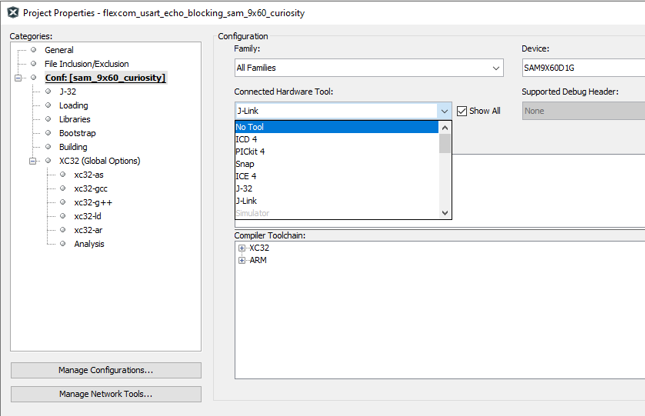 Project Properties - flexcom_usart_echo_blocking_sam_9x60_curiosity
Categories:
General
File Inclusion/Exclusion
Conf: [sam_9x60_curiosity]
J-32
Loading
Libraries
Bootstrap
Building
XC32 (Global Options)
xc32-as
xc32-gcc
xc32-g++
xc32-ld
xc32-ar
Analysis
Manage Configurations...
Manage Network Tools...
Configuration
Family:
Device:
All Families
SAM9X60D1G
Connected Hardware Tool:
Supported Debug Header:
J-Link
Show All
None
No Tool
ICD 4
PICkit 4
Snap
ICE 4
J-32
J-Link
Simulator
Compiler Toolchain:
XC32
ARM